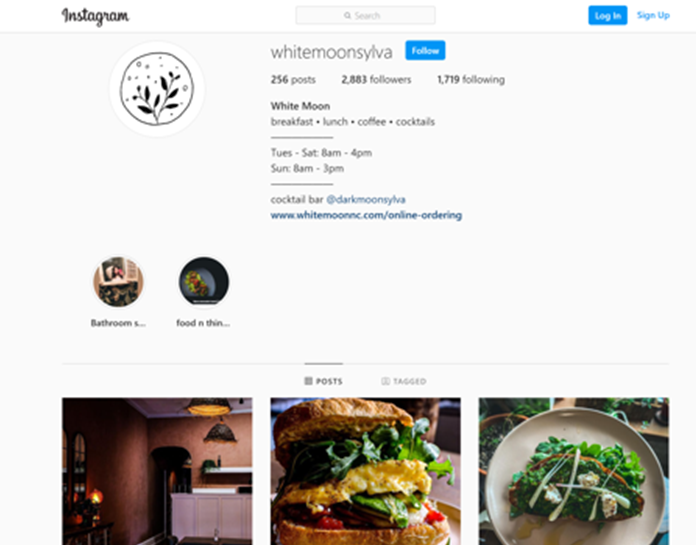 Instagram
Search
Log In
Sign Up
whitemoonsylva
Follow
256 posts 2,883 followers 1,719 following
White Moon
breakfast • lunch • coffee • cocktails
Tues - Sat: 8am - 4pm
Sun: 8am - 3pm
cocktail bar @darkmoonsylva
www.whitemoonnc.com/online-ordering
Bathroom s... food n thin...
POSTS TAGGED